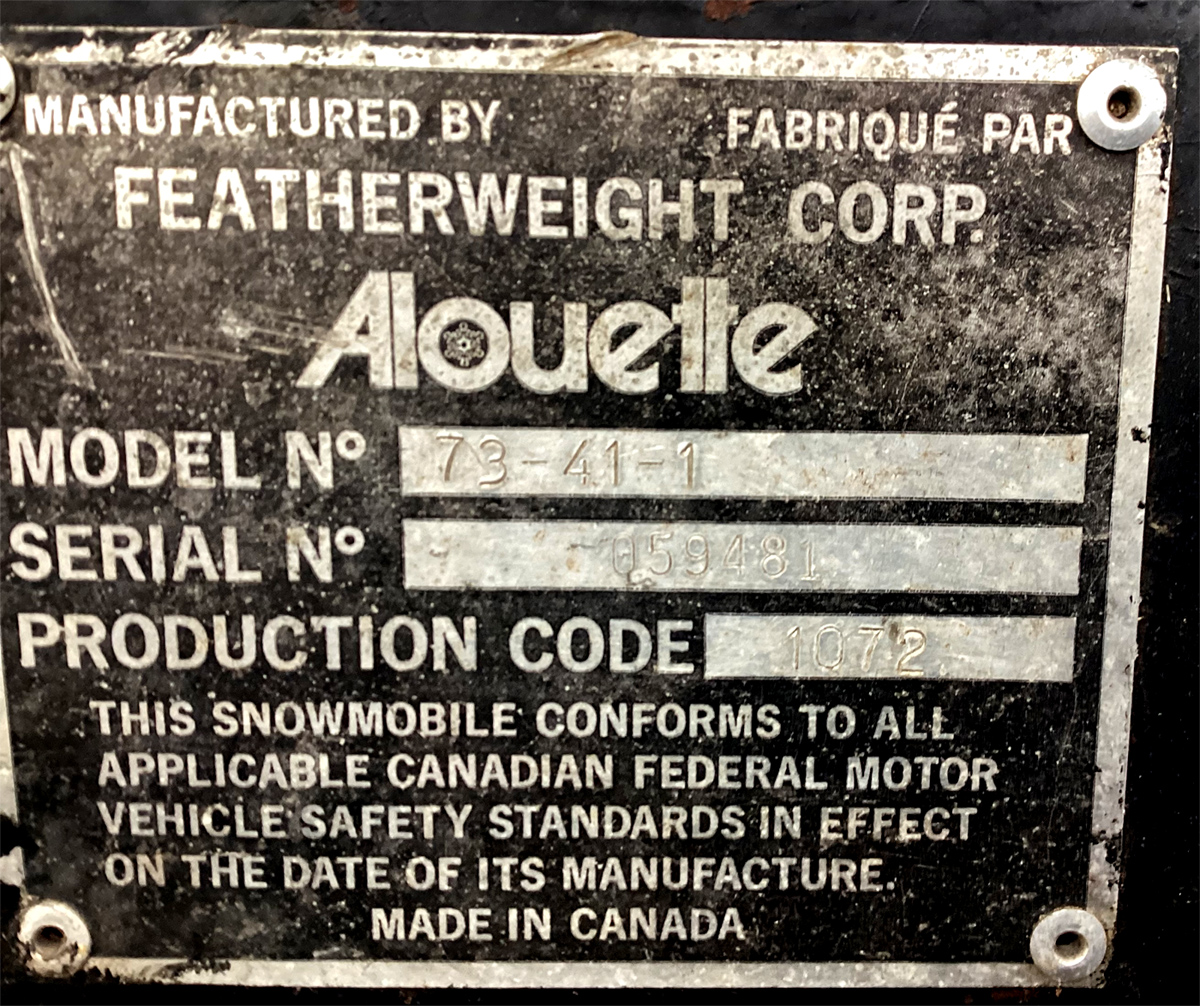 MANUFACTURED BY FABRIQUÉ PAR
FEATHERWEIGHT CORP.
Alouette
MODEL Nº 73-41-1
SERIAL Nº 059481
PRODUCTION CODE 1072
THIS SNOWMOBILE CONFORMS TO ALL
APPLICABLE CANADIAN FEDERAL MOTOR
VEHICLE SAFETY STANDARDS IN EFFECT
ON THE DATE OF ITS MANUFACTURE.
MADE IN CANADA